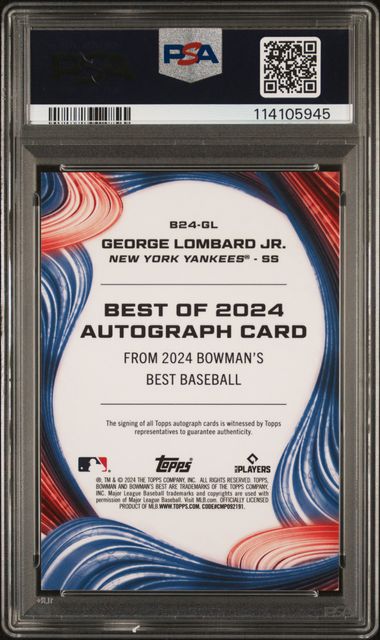 PSA
PSA
114105945
B24-GL
GEORGE LOMBARD JR.
NEW YORK YANKEES® - SS
BEST OF 2024
AUTOGRAPH CARD
FROM 2024 BOWMAN'S
BEST BASEBALL
The signing of all Topps autograph cards is witnessed by Topps
representatives to guarantee authenticity.
Topps
PLAYERS
®, TM & © 2024 THE TOPPS COMPANY, INC. ALL RIGHTS RESERVED. TOPPS,
BOWMAN AND BOWMAN'S BEST ARE TRADEMARKS OF THE TOPPS COMPANY,
INC. Major League Baseball trademarks and copyrights are used with
permission of Major League Baseball. Visit MLB.com. OFFICIALLY LICENSED
PRODUCT OF MLB.WWW.TOPPS.COM. CODE#CMP092191.
PSA